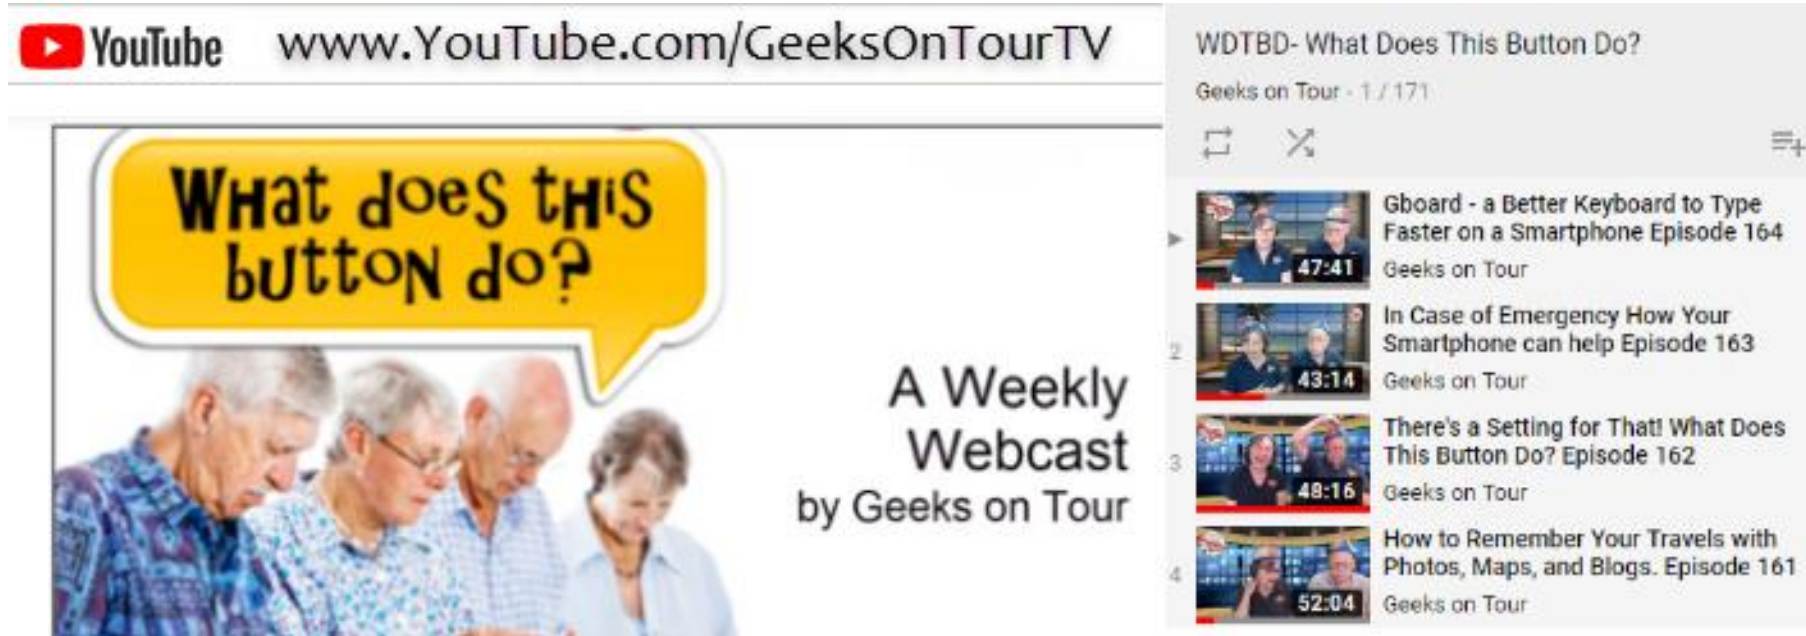 YouTube www.YouTube.com/GeeksOnTourTV
What does this
button do?
A Weekly
Webcast
by Geeks on Tour
WDTBD- What Does This Button Do?
Geeks on Tour - 1 / 171
Gboard - a Better Keyboard to Type
Faster on a Smartphone Episode 164
47:41
Geeks on Tour
2
In Case of Emergency How Your
Smartphone can help Episode 163
43:14
Geeks on Tour
3
There's a Setting for That! What Does
This Button Do? Episode 162
48:16
Geeks on Tour
4
How to Remember Your Travels with
Photos, Maps, and Blogs. Episode 161
52:04
Geeks on Tour